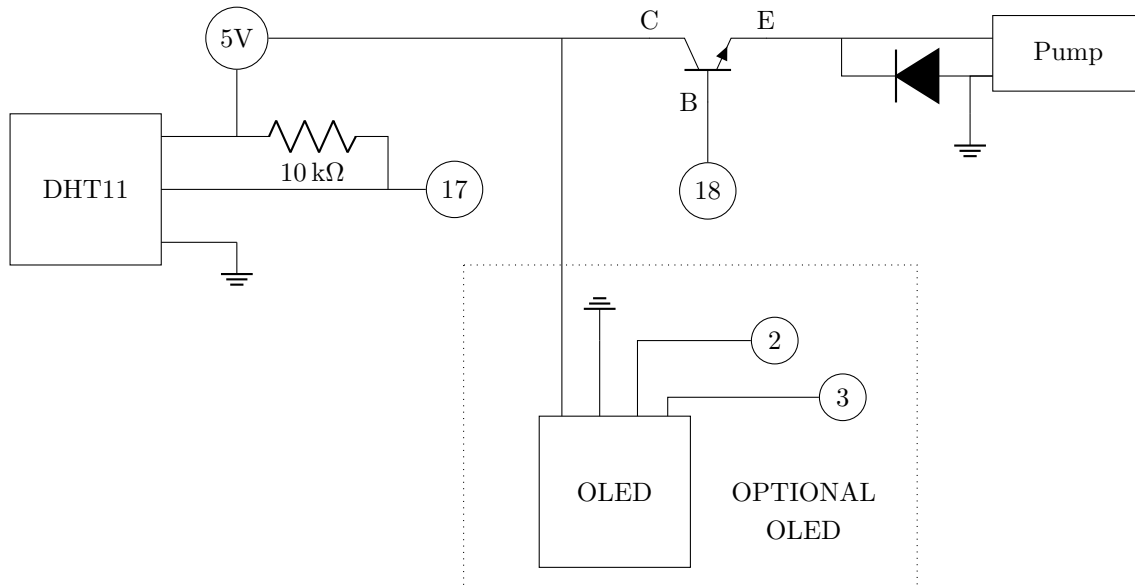 5V
C
E
Pump
B
DHT11
10 kΩ
17
18
2
3
OLED
OPTIONAL
OLED